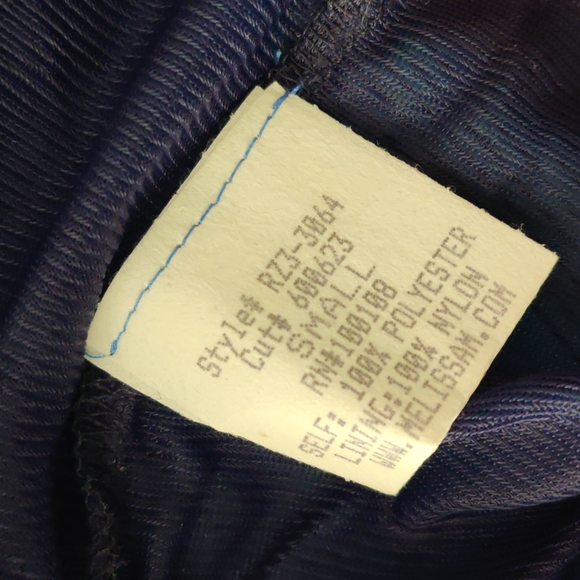 Style# RZ3-3064
Cut# 600623
SMALL
RN#100108
SELF: 100% POLYESTER
LINING:100% NYLON
WWW.MELISSAM.COM